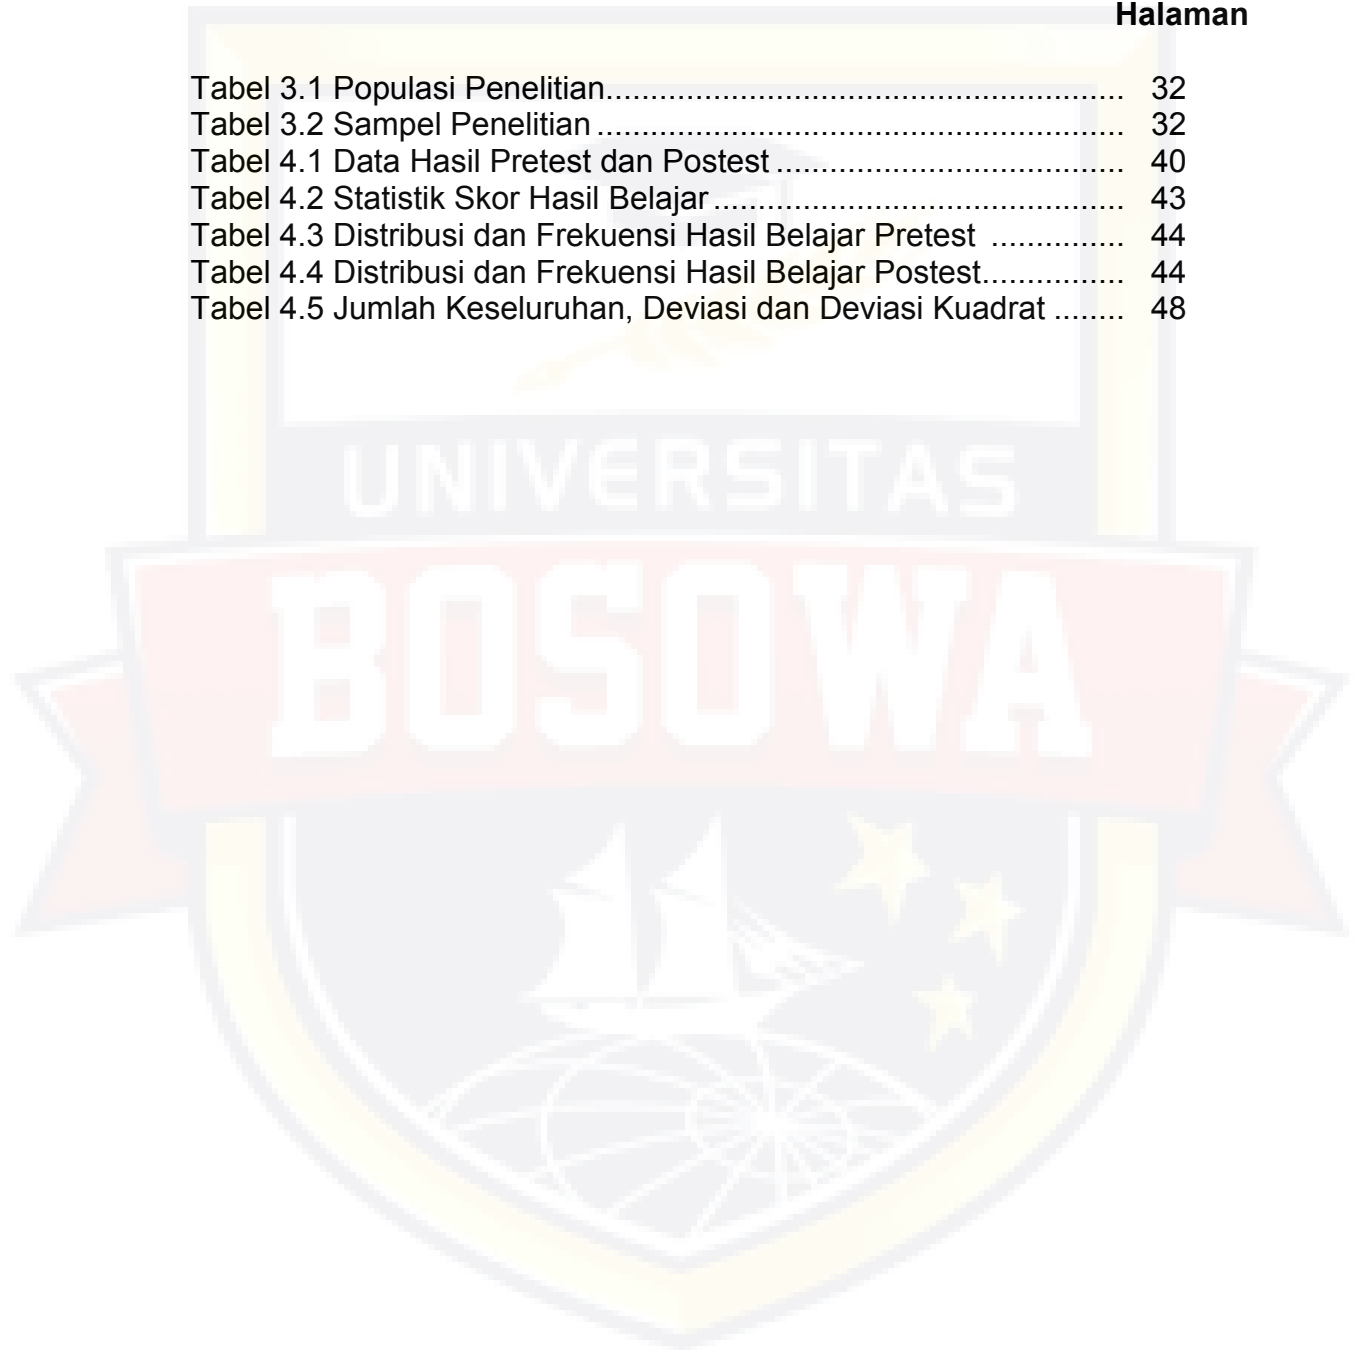 Halaman
Tabel 3.1 Populasi Penelitian.......................................................... 32
Tabel 3.2 Sampel Penelitian ........................................................... 32
Tabel 4.1 Data Hasil Pretest dan Postest ....................................... 40
Tabel 4.2 Statistik Skor Hasil Belajar .............................................. 43
Tabel 4.3 Distribusi dan Frekuensi Hasil Belajar Pretest ............... 44
Tabel 4.4 Distribusi dan Frekuensi Hasil Belajar Postest................ 44
Tabel 4.5 Jumlah Keseluruhan, Deviasi dan Deviasi Kuadrat ........ 48
UNIVERSITAS
BOSOWA